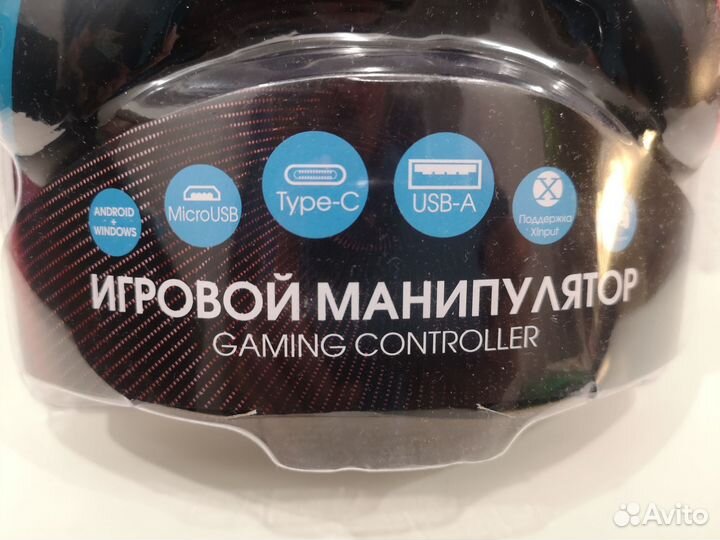 ANDROID
+
WINDOWS
MicroUSB
Type-C
USB-A
X
Поддержка
XInput
ИГРОВОЙ МАНИПУЛЯТОР
GAMING CONTROLLER
Avito